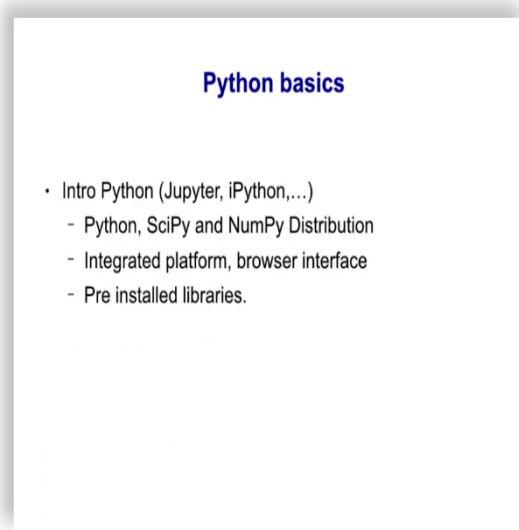 Python basics
• Intro Python (Jupyter, iPython,...)
- Python, SciPy and NumPy Distribution
- Integrated platform, browser interface
- Pre installed libraries.